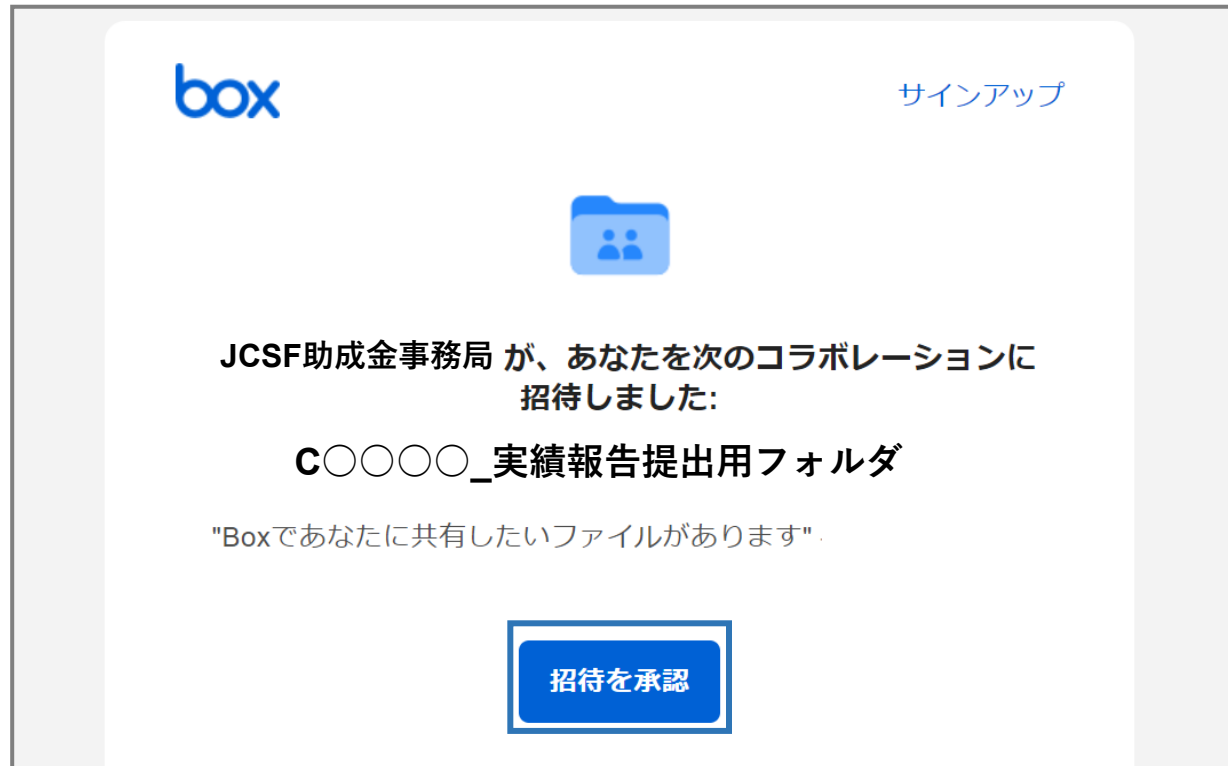 box
サインアップ
JCSF助成金事務局 が、あなたを次のコラボレーションに
招待しました:
C○○○○_実績報告提出用フォルダ
"Boxであなたに共有したいファイルがあります"
招待を承認